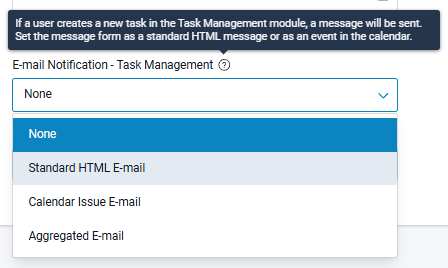 If a user creates a new task in the Task Management module, a message will be sent.
Set the message form as a standard HTML message or as an event in the calendar.
E-mail Notification - Task Management ?
None
None
Standard HTML E-mail
Calendar Issue E-mail
Aggregated E-mail